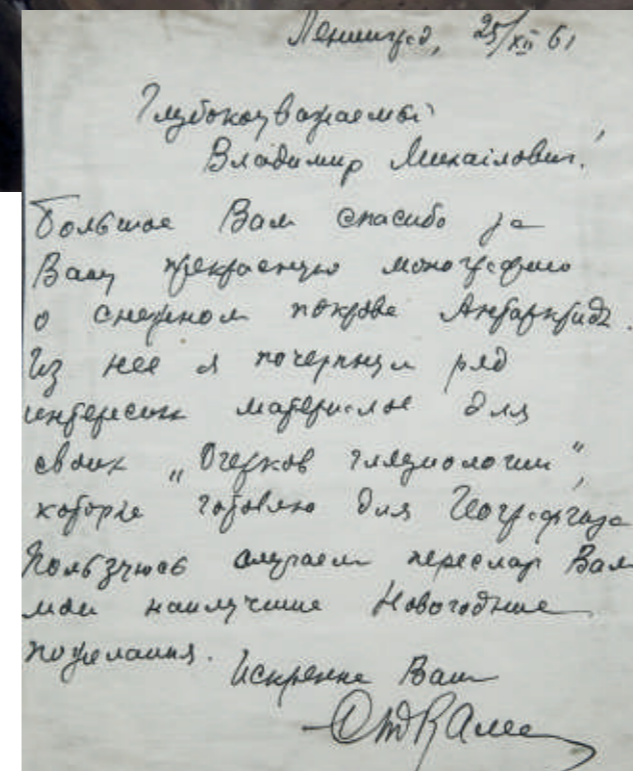 Ленинград, 25/XII 61
Глубокоуважаемый
Владимир Михайлович!
Большое Вам спасибо за
Вашу прекрасную монографию
о снежном покрове Антарктиды.
Из нее я почерпнул ряд
интересных материалов для
своих „Очерков гляциологии",
которые готовлю для Географгиза
Пользуюсь случаем переслать Вам
мои наилучшие Новогодние
пожелания.
Искренне Ваш